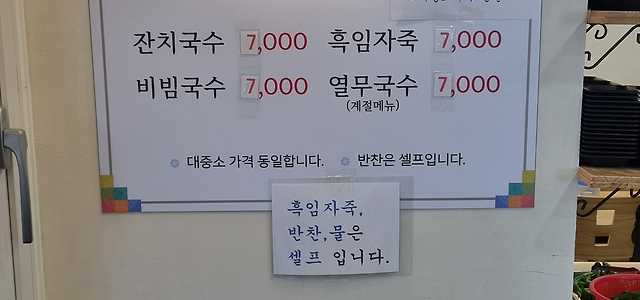 잔치국수 7,000 흑임자죽 7,000
비빔국수 7,000 열무국수 7,000
(계절메뉴)
대중소 가격 동일합니다. 반찬은 셀프입니다.
흑임자죽,
반찬,물은
셀프 입니다.